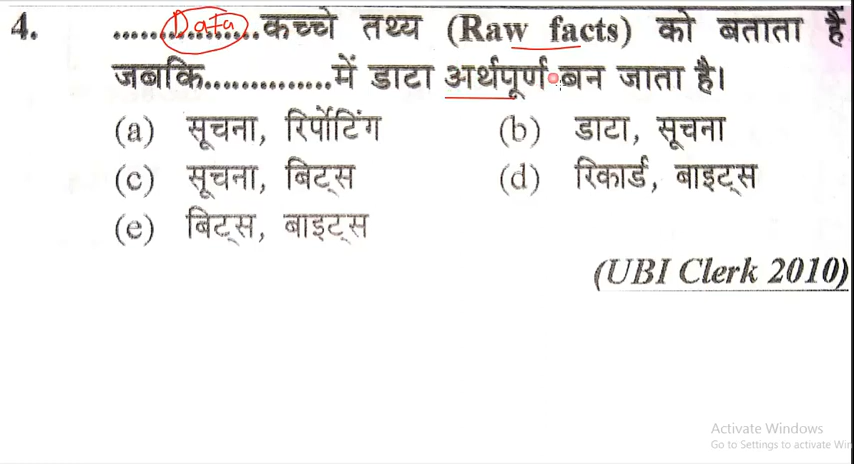 4. .......Data..कच्चे तथ्य (Raw facts) को बताता है
जबकि..............में डाटा अर्थपूर्ण बन जाता है।
(a) सूचना, रिर्पोटिंग (b) डाटा, सूचना
(c) सूचना, बिट्स (d) रिकार्ड, बाइट्स
(e) बिट्स, बाइट्स
(UBI Clerk 2010)
Activate Windows
Go to Settings to activate Win